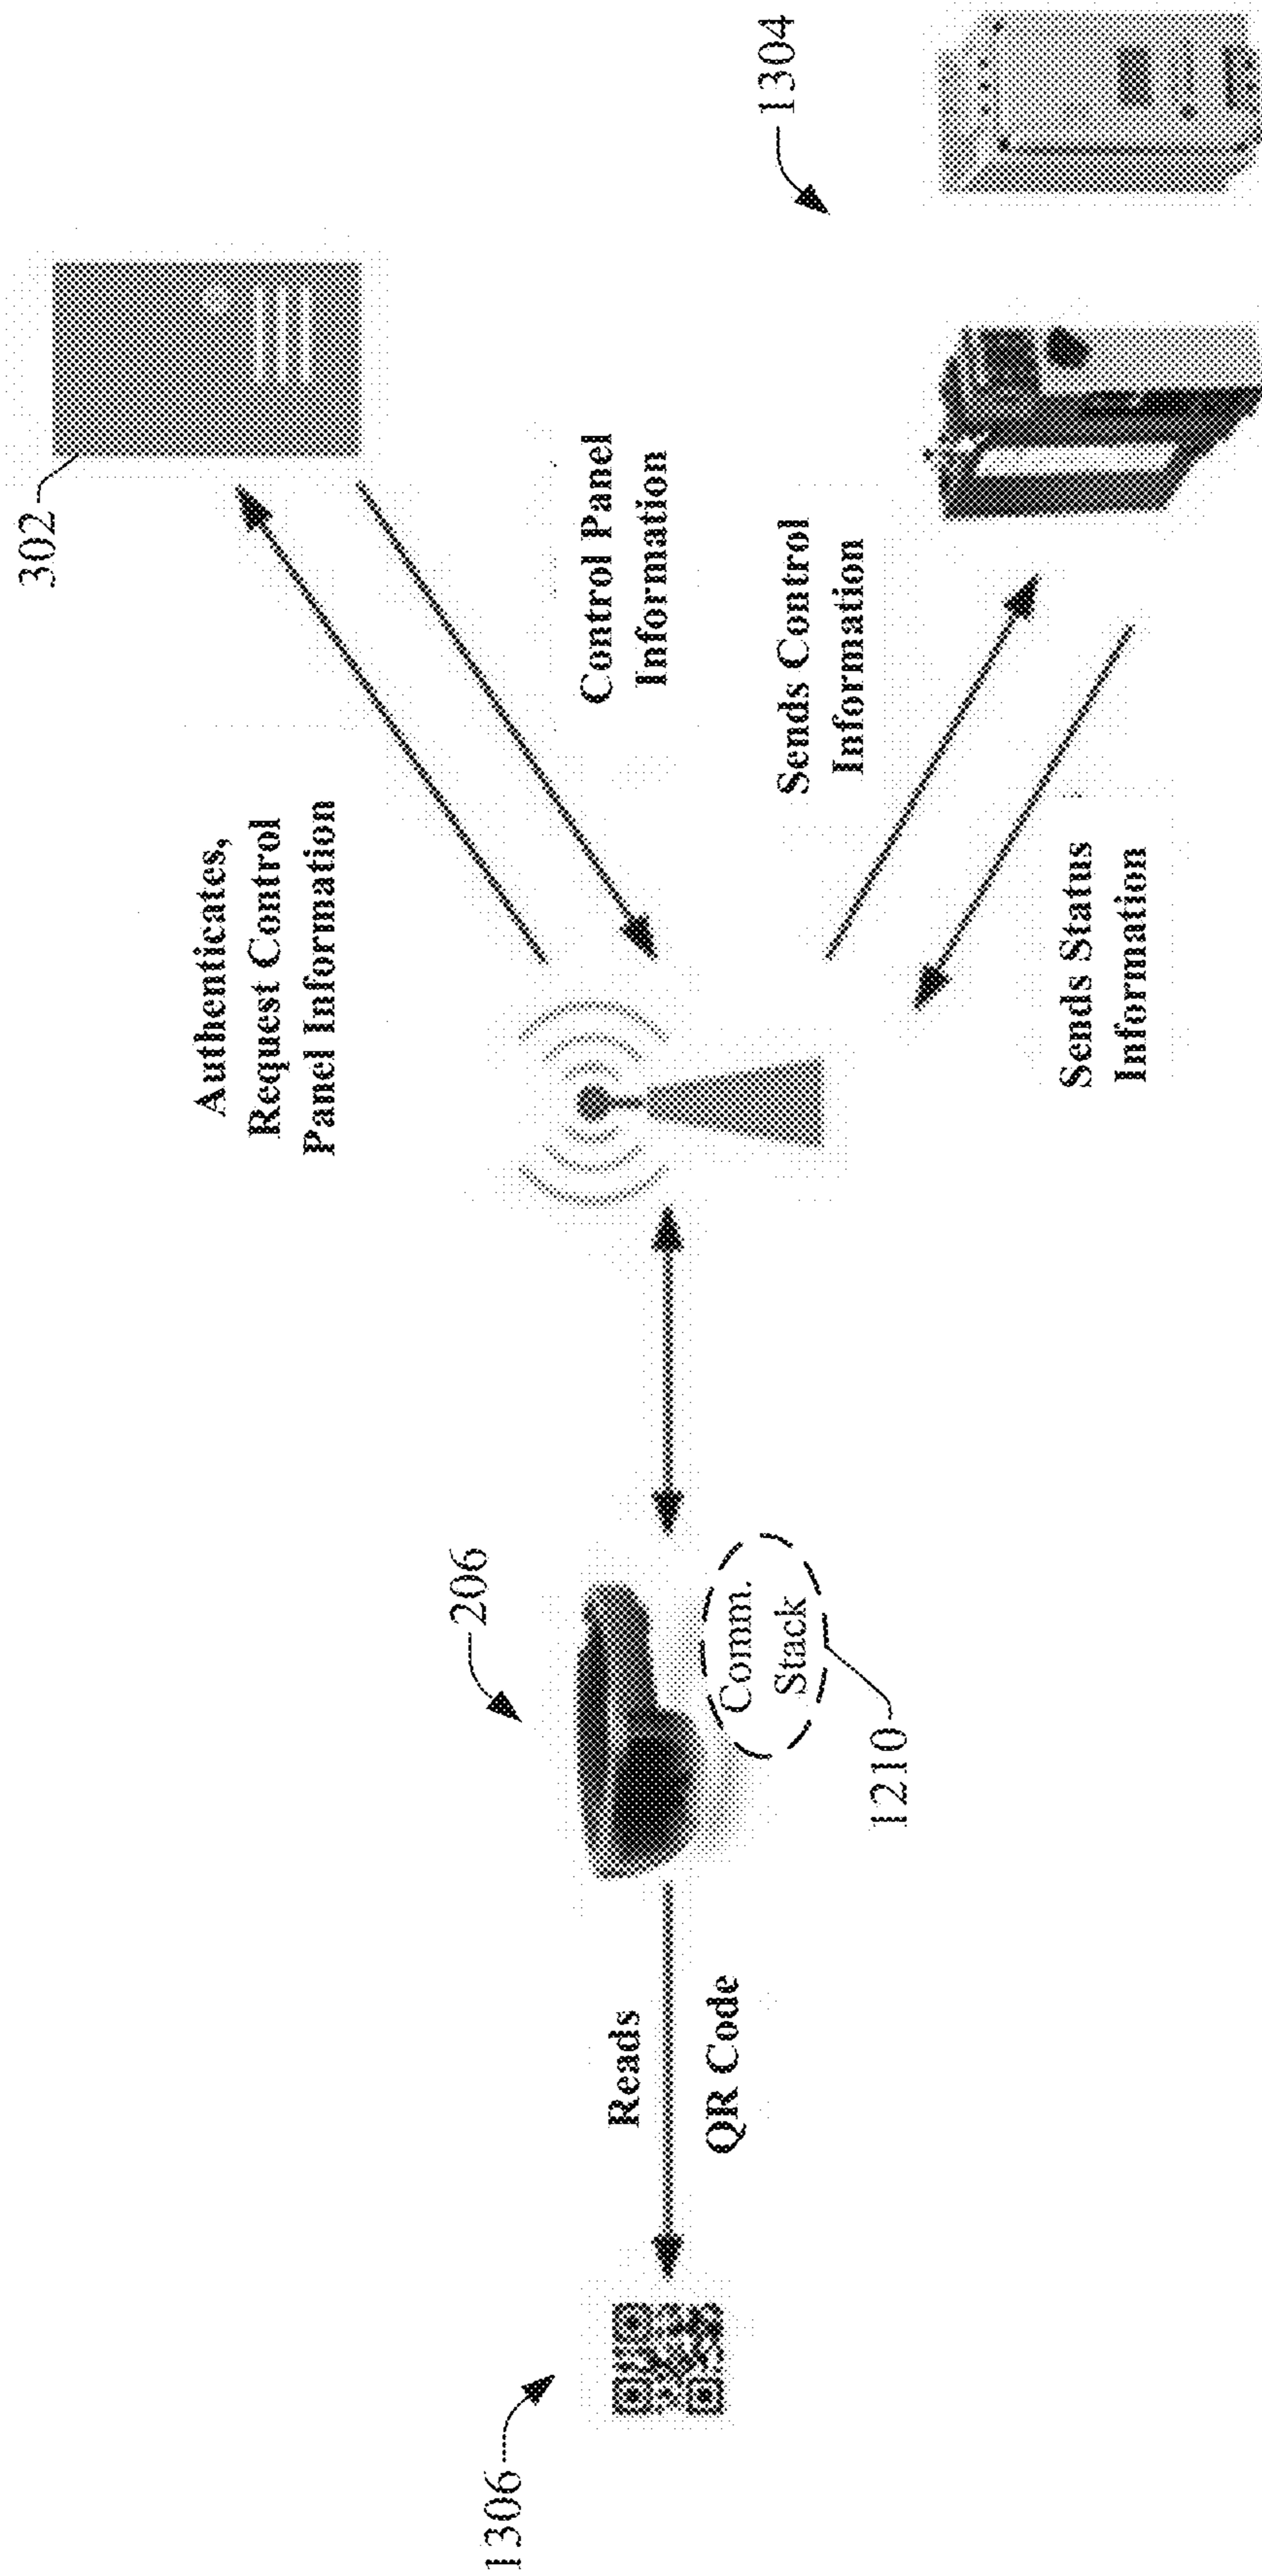 302
1304
Authenticates,
Request Control
Panel Information
Control Panel
Information
Sends Control
Information
Sends Status
Information
206
Comm.
Stack
1210
Reads
QR Code
1306